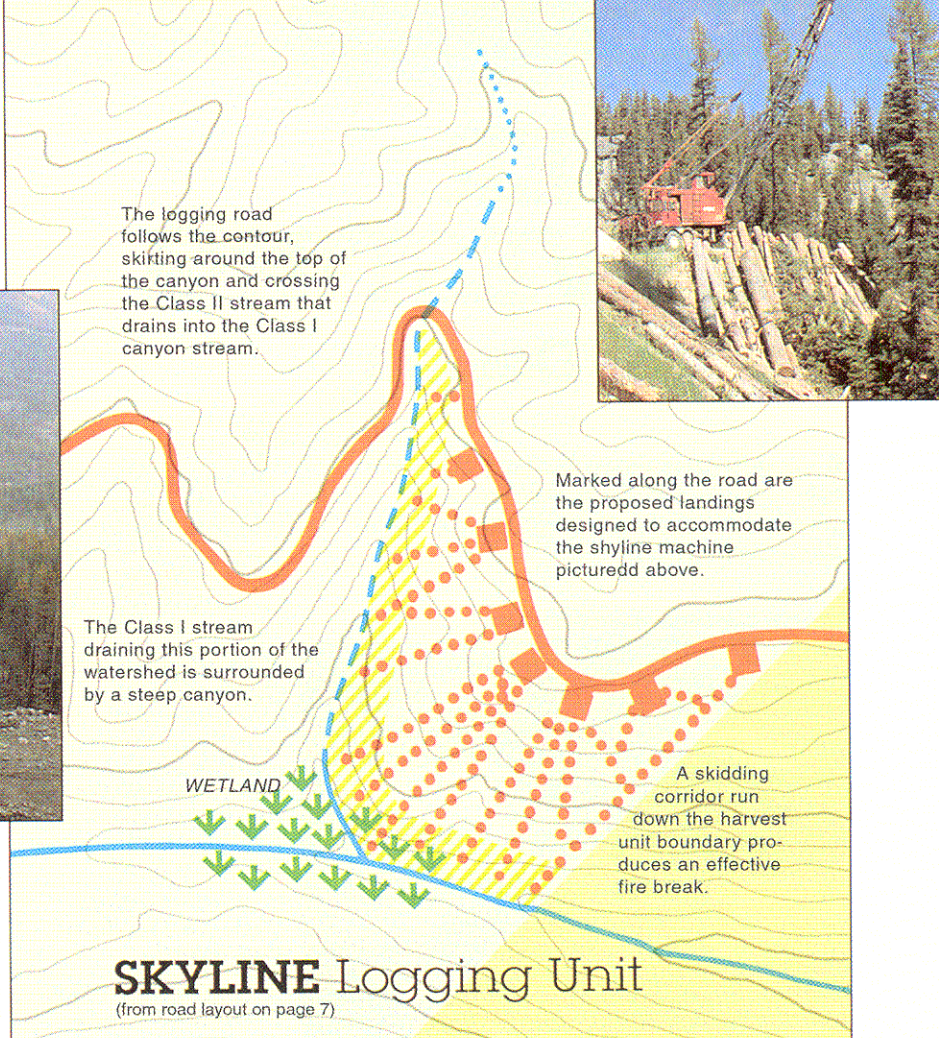 The logging road
follows the contour,
skirting around the top of
the canyon and crossing
the Class II stream that
drains into the Class I
canyon stream.
Marked along the road are
the proposed landings
designed to accommodate
the shyline machine
picturedd above.
The Class I stream
draining this portion of the
watershed is surrounded
by a steep canyon.
WETLAND
A skidding
corridor run
down the harvest
unit boundary pro-
duces an effective
fire break.
SKYLINE Logging Unit
(from road layout on page 7)